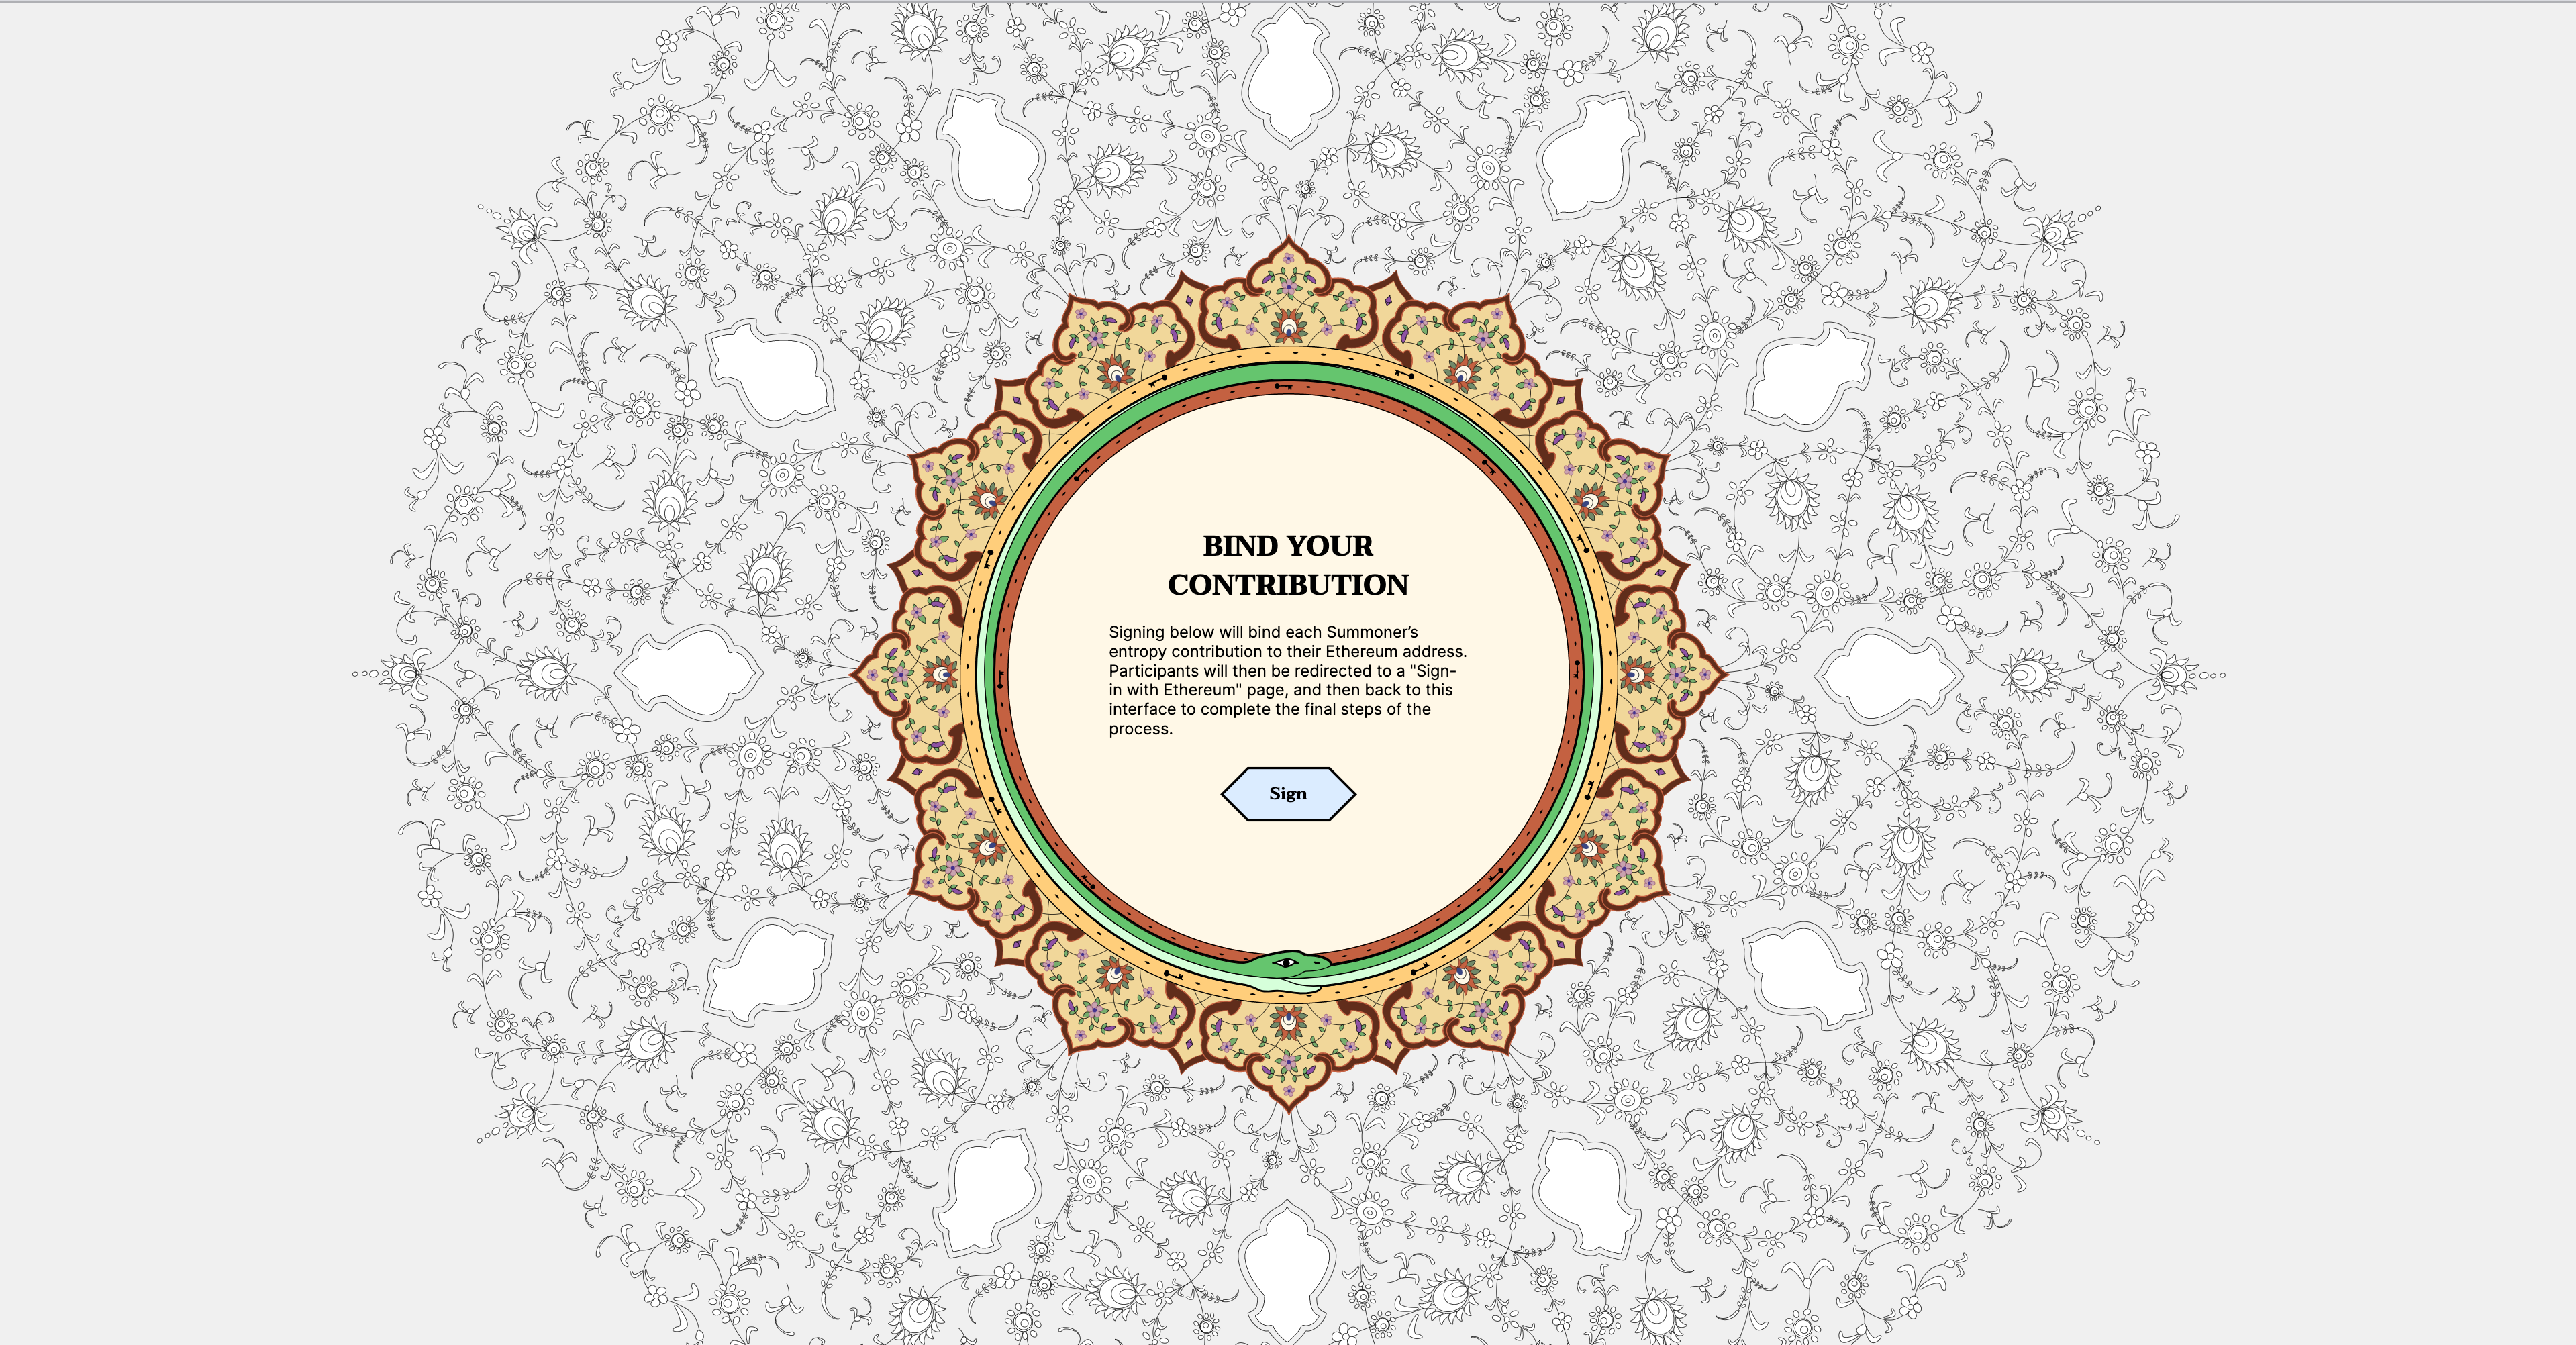 BIND YOUR
CONTRIBUTION
Signing below will bind each Summoner’s
entropy contribution to their Ethereum address.
Participants will then be redirected to a "Sign-
in with Ethereum" page, and then back to this
interface to complete the final steps of the
process.
Sign